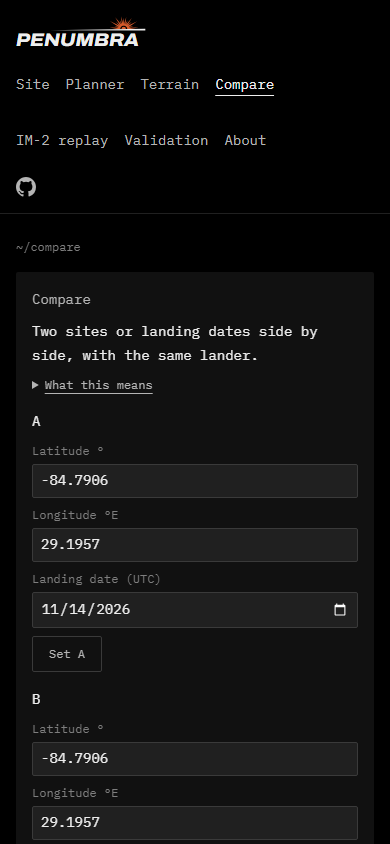 PENUMBRA
Site Planner Terrain Compare
IM-2 replay Validation About
~/compare
Compare
Two sites or landing dates side by
side, with the same lander.
What this means
A
Latitude °
-84.7906
Longitude °E
29.1957
Landing date (UTC)
11/14/2026
Set A
B
Latitude °
-84.7906
Longitude °E
29.1957